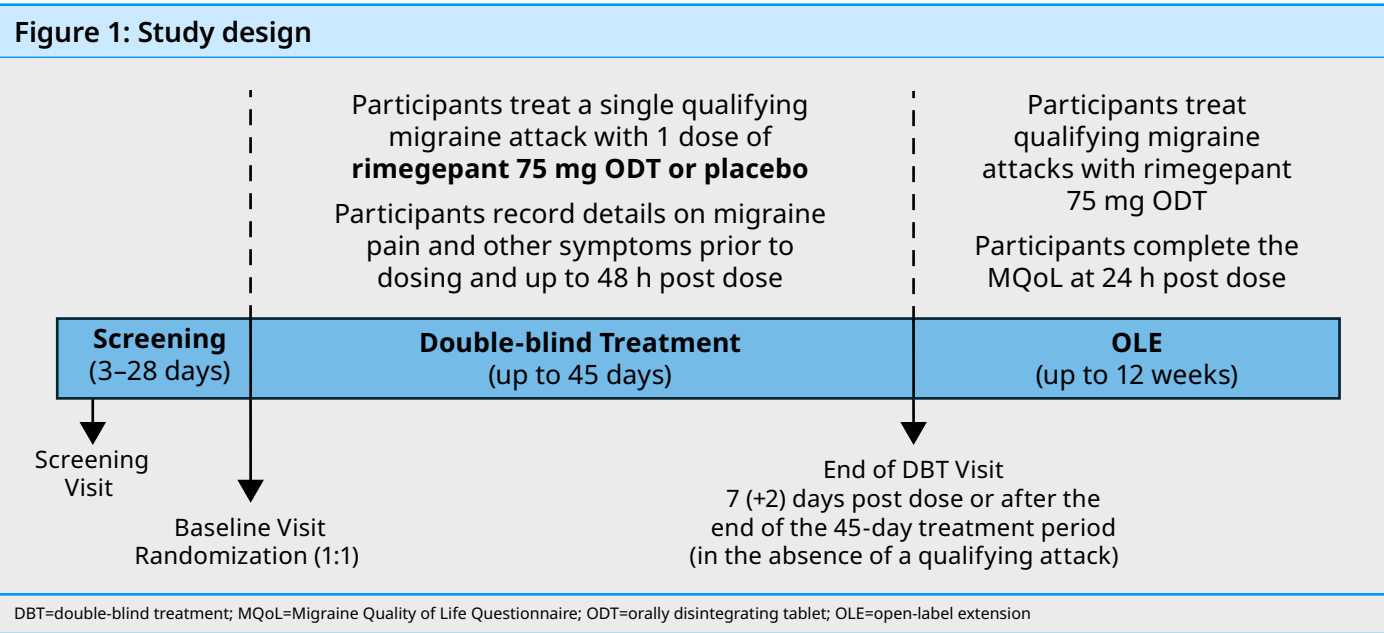 Figure 1: Study design
Participants treat a single qualifying
migraine attack with 1 dose of
rimegepant 75 mg ODT or placebo
Participants record details on migraine
pain and other symptoms prior to
dosing and up to 48 h post dose
Participants treat
qualifying migraine
attacks with rimegepant
75 mg ODT
Participants complete the
MQoL at 24 h post dose
Screening
(3–28 days)
Double-blind Treatment
(up to 45 days)
OLE
(up to 12 weeks)
Screening
Visit
Baseline Visit
Randomization (1:1)
End of DBT Visit
7 (+2) days post dose or after the
end of the 45-day treatment period
(in the absence of a qualifying attack)
DBT=double-blind treatment; MQoL=Migraine Quality of Life Questionnaire; ODT=orally disintegrating tablet; OLE=open-label extension